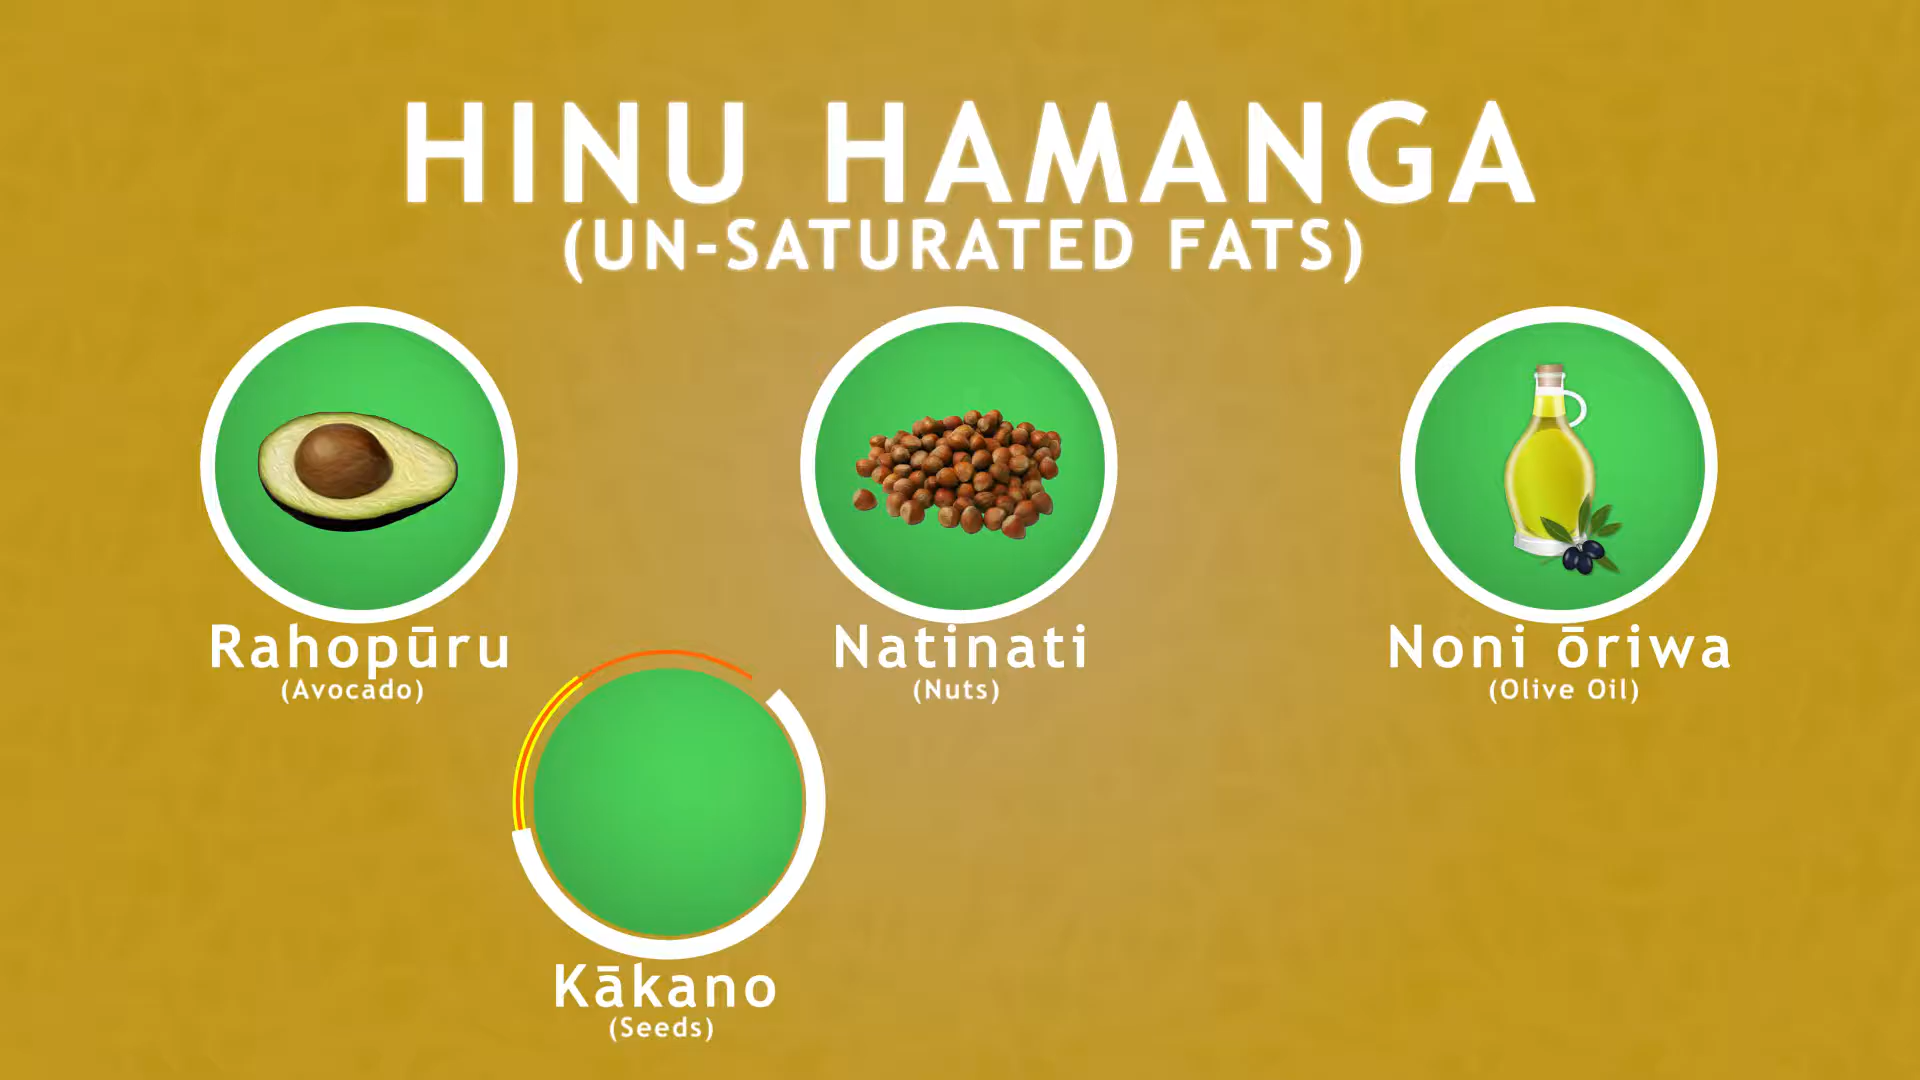 HINU HAMANGA
(UN-SATURATED FATS)
Rahopūru
(Avocado)
Natinati
(Nuts)
Noni ōriwa
(Olive Oil)
Kākano
(Seeds)